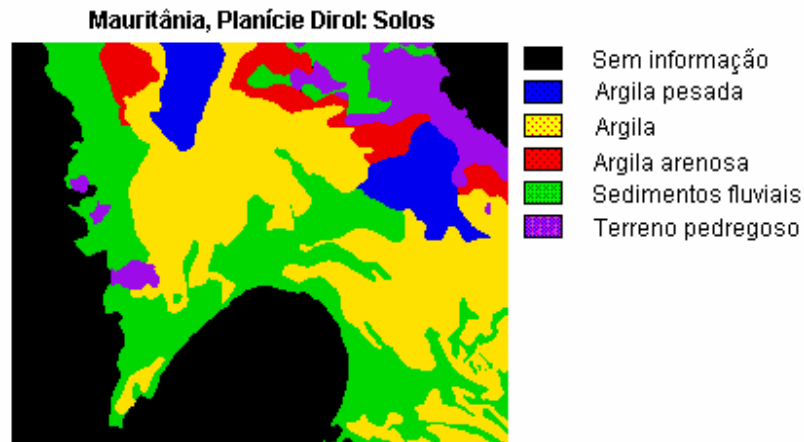 Mauritânia, Planície Dirol: Solos
Sem informação
Argila pesada
Argila
Argila arenosa
Sedimentos fluviais
Terreno pedregoso